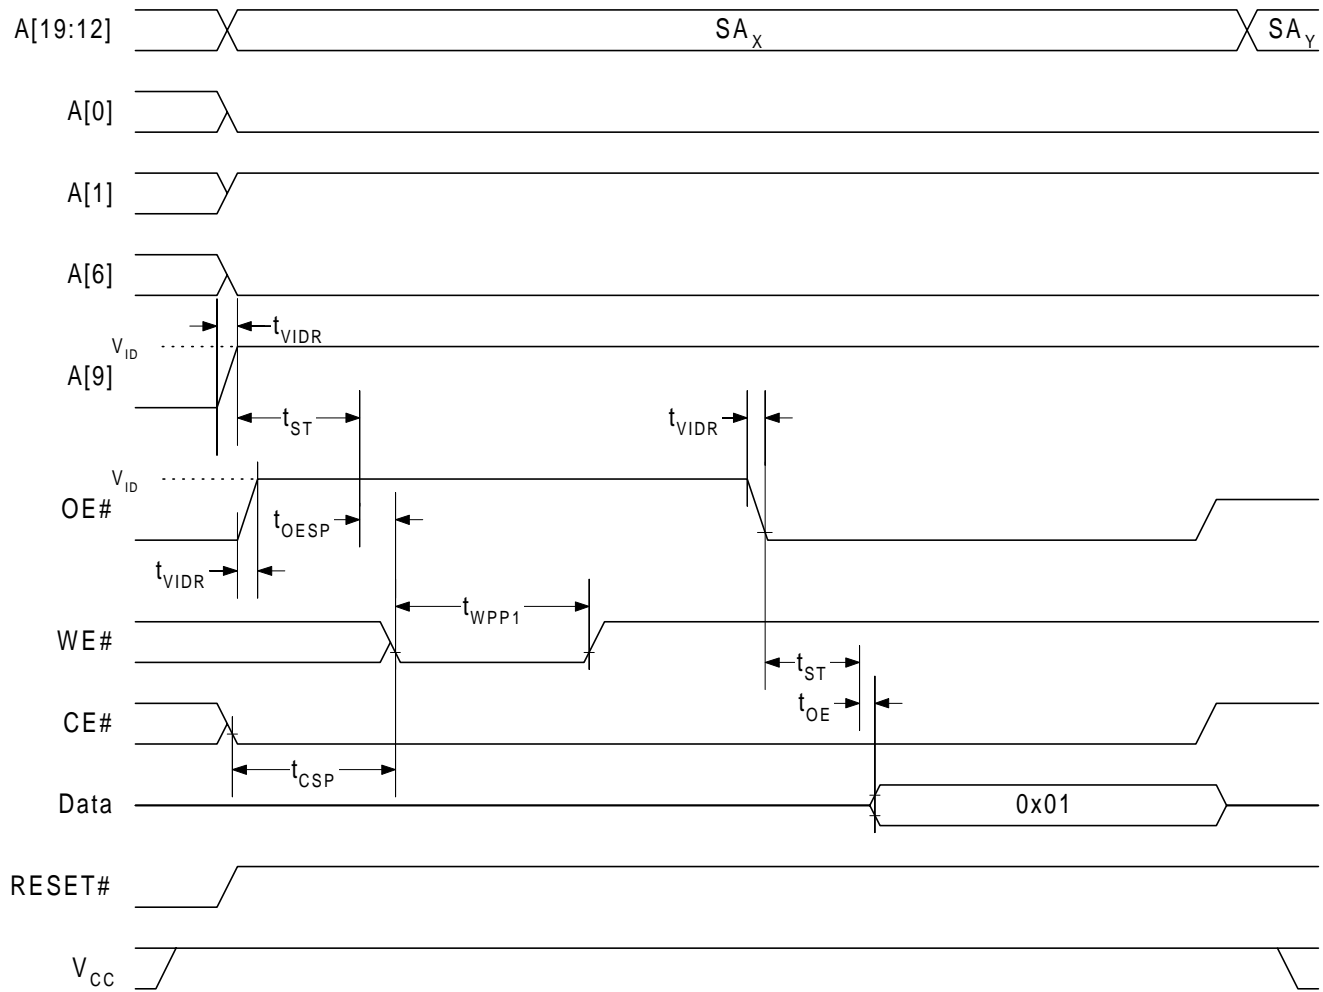 A[19:12] SAX SAY
A[0]
A[1]
A[6]
tVIDR
VID
A[9]
tST tVIDR
VID
OE#
tOESP
tVIDR
tWPP1
WE#
tST
tOE
CE#
tCSP
Data 0x01
RESET#
VCC